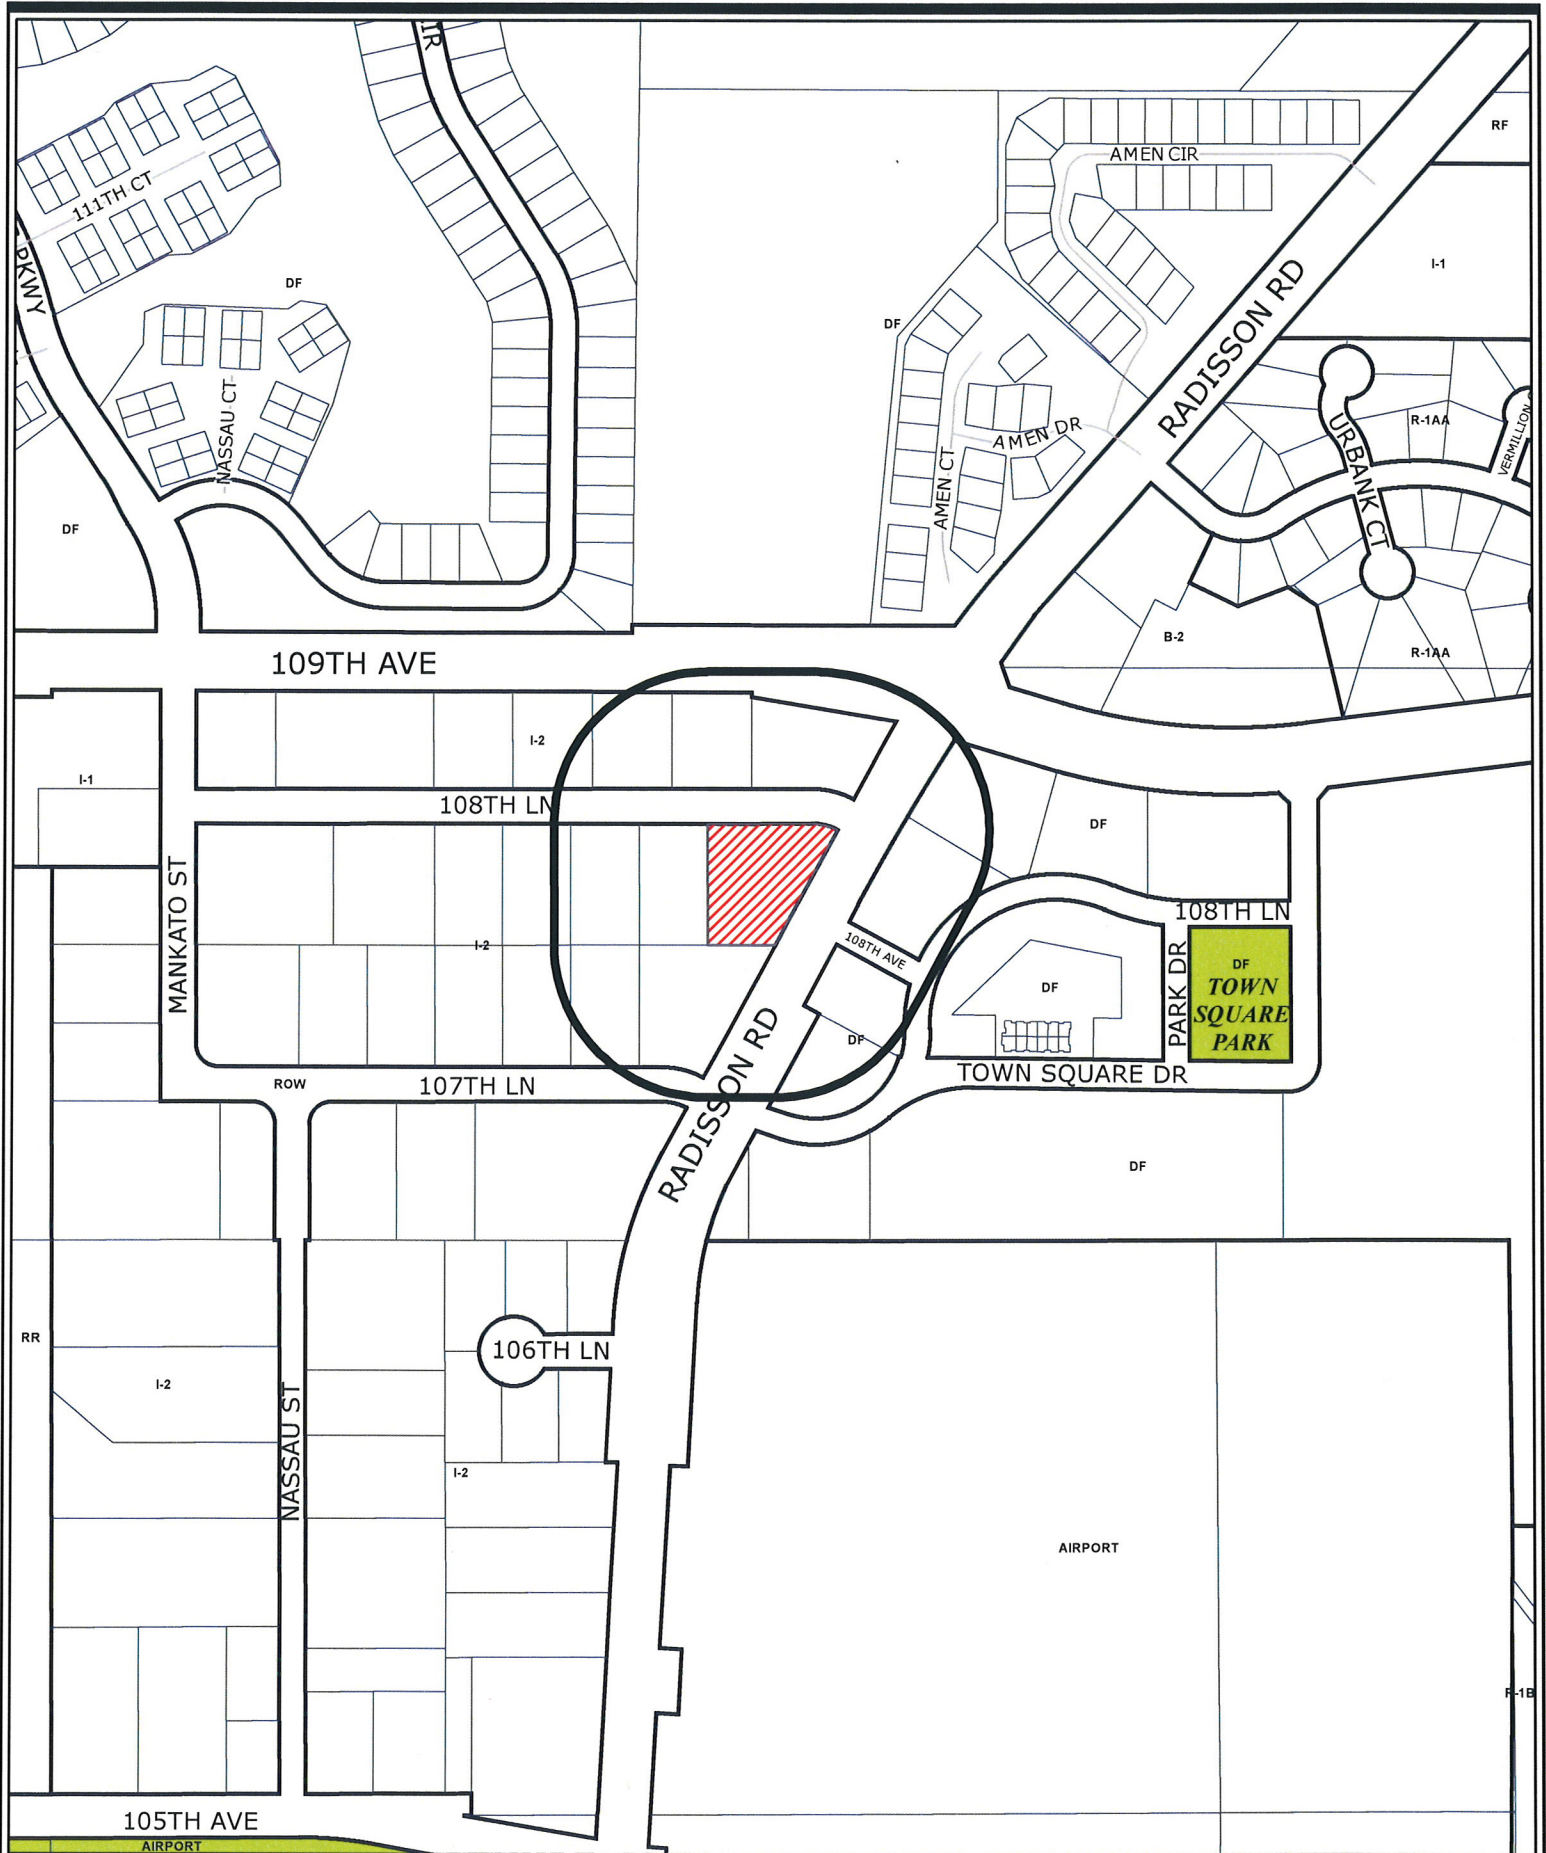 IR
RF
AMEN CIR
111TH CT
PKWY
I-1
DF
RADISSON RD
DF
NASSAU CT
R-1AA
VERMILLION
URBANK CT
AMEN DR
AMEN CT
DF
B-2
R-1AA
109TH AVE
I-2
I-1
108TH LN
DF
MANKATO ST
108TH LN
I-2
108TH AVE
PARK DR
DF
TOWN
SQUARE
PARK
DF
DF
RADISSON RD
TOWN SQUARE DR
ROW
107TH LN
DF
RR
106TH LN
I-2
NASSAU ST
I-2
AIRPORT
R-1B
105TH AVE
AIRPORT